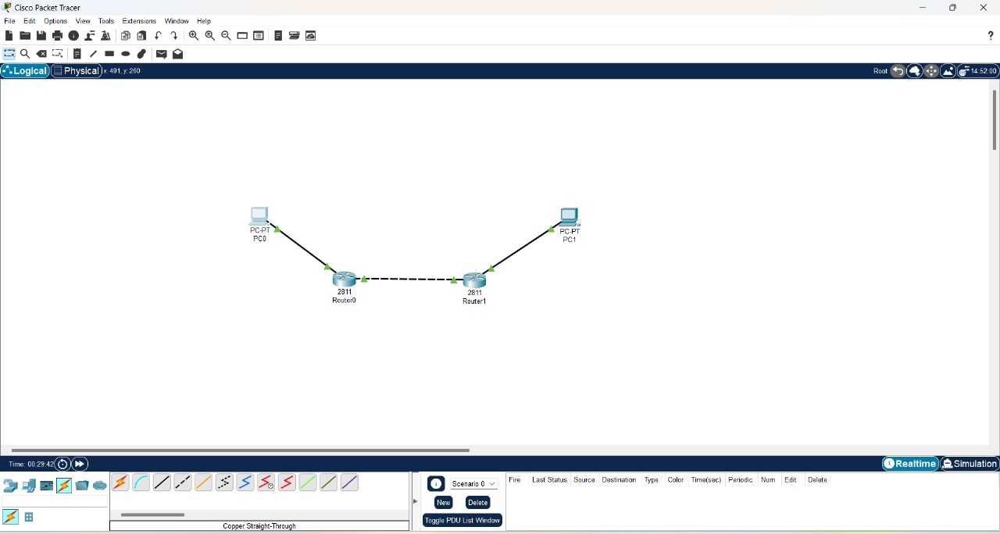 Cisco Packet Tracer
File Edit Options View Tools Extensions Window Help
?
Logical Physical x: 491, y: 260 Root 14:52:00
PC-PT
PC0
PC-PT
PC1
2811
Router0
2811
Router1
Time: 00:29:42 Realtime Simulation
Scenario 0
New Delete
Toggle PDU List Window
Fire Last Status Source Destination Type Color Time(sec) Periodic Num Edit Delete
Copper Straight-Through